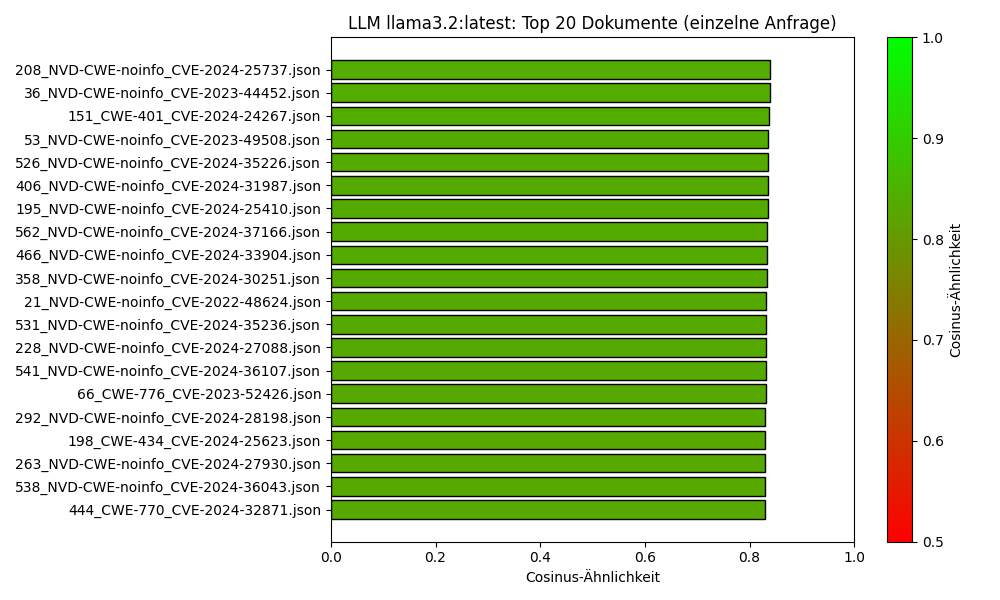 LLM llama3.2:latest: Top 20 Dokumente (einzelne Anfrage)
208_NVD-CWE-noinfo_CVE-2024-25737.json
36_NVD-CWE-noinfo_CVE-2023-44452.json
151_CWE-401_CVE-2024-24267.json
53_NVD-CWE-noinfo_CVE-2023-49508.json
526_NVD-CWE-noinfo_CVE-2024-35226.json
406_NVD-CWE-noinfo_CVE-2024-31987.json
195_NVD-CWE-noinfo_CVE-2024-25410.json
562_NVD-CWE-noinfo_CVE-2024-37166.json
466_NVD-CWE-noinfo_CVE-2024-33904.json
358_NVD-CWE-noinfo_CVE-2024-30251.json
21_NVD-CWE-noinfo_CVE-2022-48624.json
531_NVD-CWE-noinfo_CVE-2024-35236.json
228_NVD-CWE-noinfo_CVE-2024-27088.json
541_NVD-CWE-noinfo_CVE-2024-36107.json
66_CWE-776_CVE-2023-52426.json
292_NVD-CWE-noinfo_CVE-2024-28198.json
198_CWE-434_CVE-2024-25623.json
263_NVD-CWE-noinfo_CVE-2024-27930.json
538_NVD-CWE-noinfo_CVE-2024-36043.json
444_CWE-770_CVE-2024-32871.json
0.0 0.2 0.4 0.6 0.8 1.0
Cosinus-Ähnlichkeit
1.0
0.9
0.8
0.7
0.6
0.5
Cosinus-Ähnlichkeit